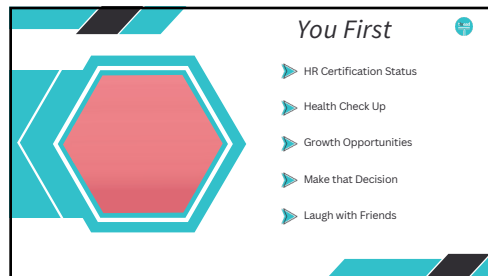 You First
HR Certification Status
Health Check Up
Growth Opportunities
Make that Decision
Laugh with Friends